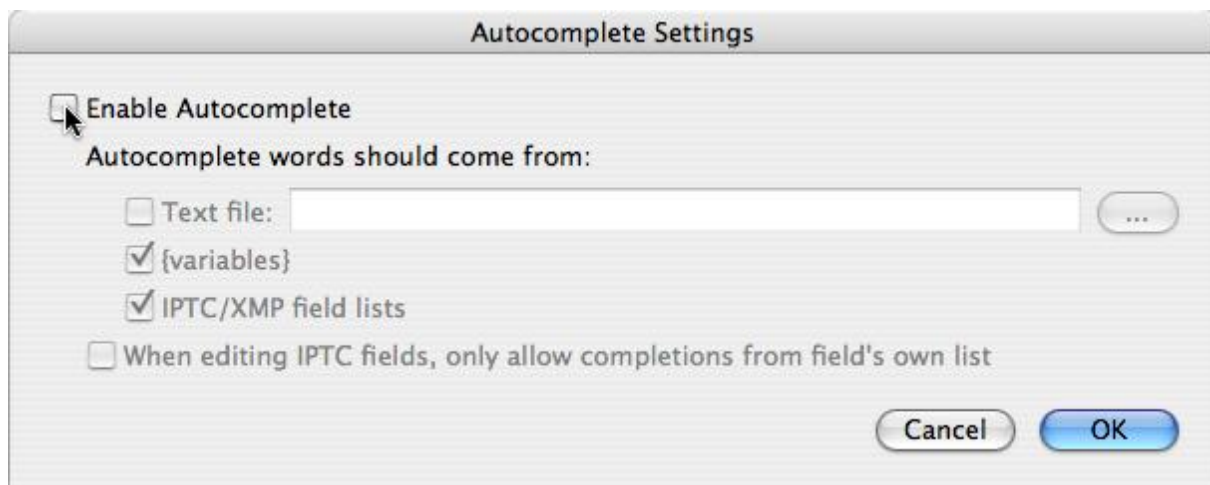 Autocomplete Settings
Enable Autocomplete
Autocomplete words should come from:
Text file:
...
{variables}
IPTC/XMP field lists
When editing IPTC fields, only allow completions from field's own list
Cancel OK